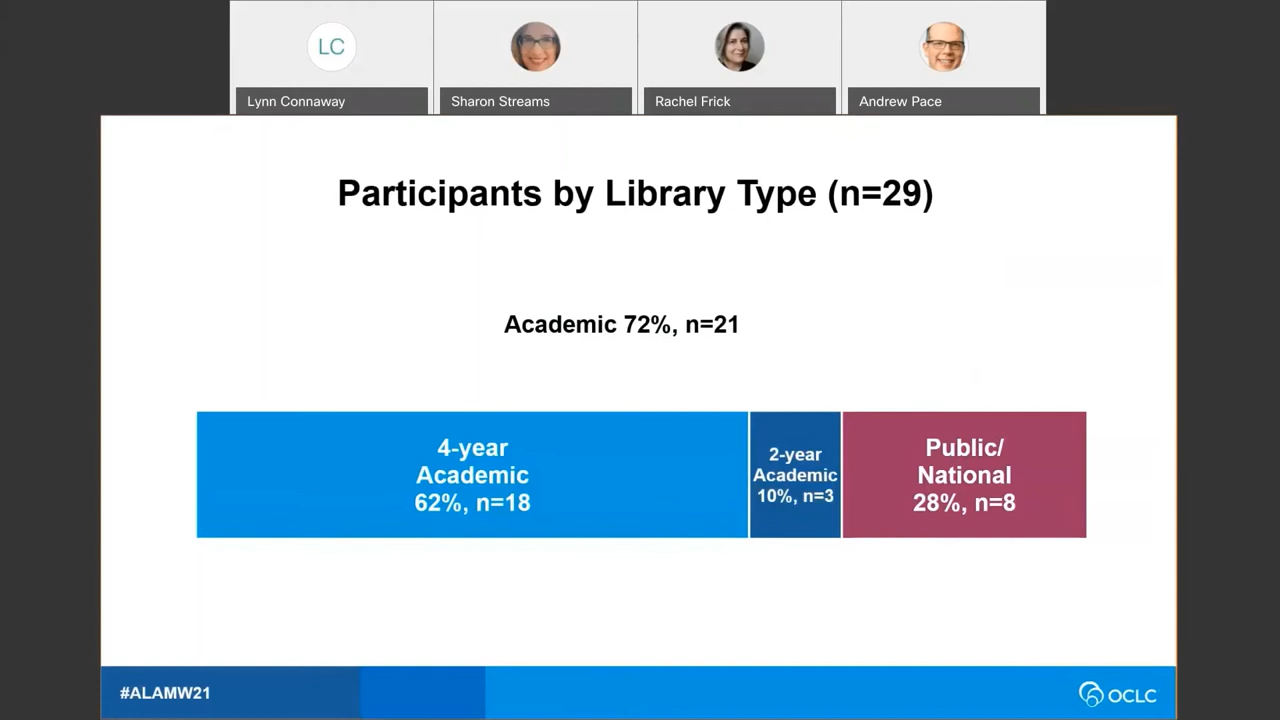 LC
Lynn Connaway
Sharon Streams
Rachel Frick
Andrew Pace
Participants by Library Type (n=29)
Academic 72%, n=21
4-year
Academic
62%, n=18
2-year
Academic
10%, n=3
Public/
National
28%, n=8
#ALAMW21
OCLC